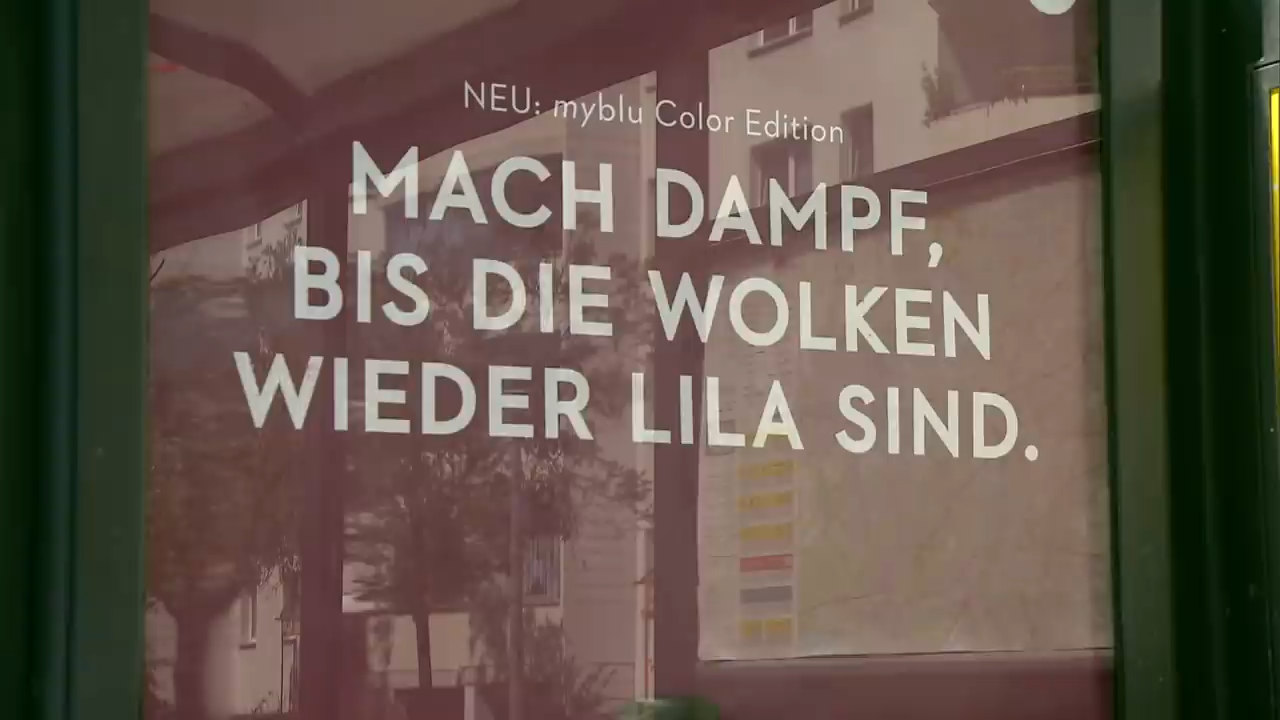 NEU: myblu Color Edition
MACH DAMPF,
BIS DIE WOLKEN
WIEDER LILA SIND.